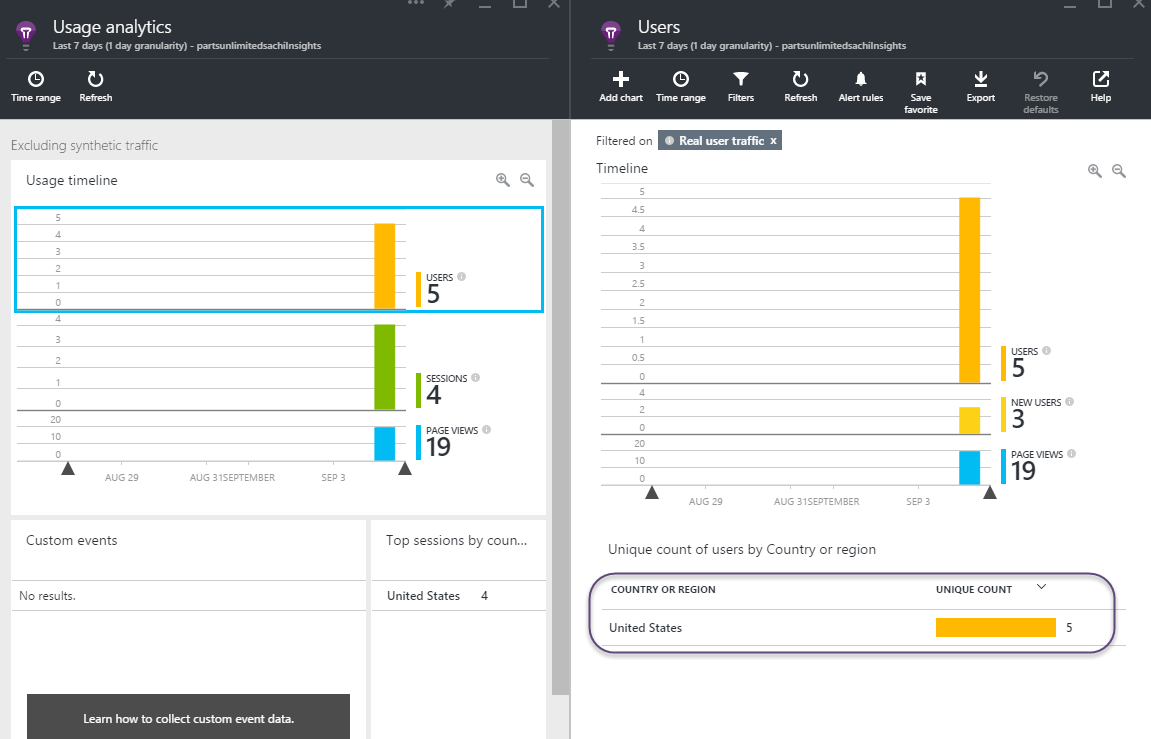 Usage analytics
Last 7 days (1 day granularity) - partsunlimitedsachiInsights
Time range
Refresh
Excluding synthetic traffic
Usage timeline
5
4
3
2
1
0
USERS
5
4
3
2
1
0
SESSIONS
4
20
10
0
PAGE VIEWS
19
AUG 29
AUG 31SEPTEMBER
SEP 3
Custom events
No results.
Learn how to collect custom event data.
Top sessions by coun...
United States 4
Users
Last 7 days (1 day granularity) - partsunlimitedsachiInsights
Add chart
Time range
Filters
Refresh
Alert rules
Save
favorite
Export
Restore
defaults
Help
Filtered on Real user traffic x
Timeline
5
4.5
4
3.5
3
2.5
2
1.5
1
0.5
0
USERS
5
4
2
0
NEW USERS
3
20
10
0
PAGE VIEWS
19
AUG 29
AUG 31SEPTEMBER
SEP 3
Unique count of users by Country or region
COUNTRY OR REGION UNIQUE COUNT
United States 5